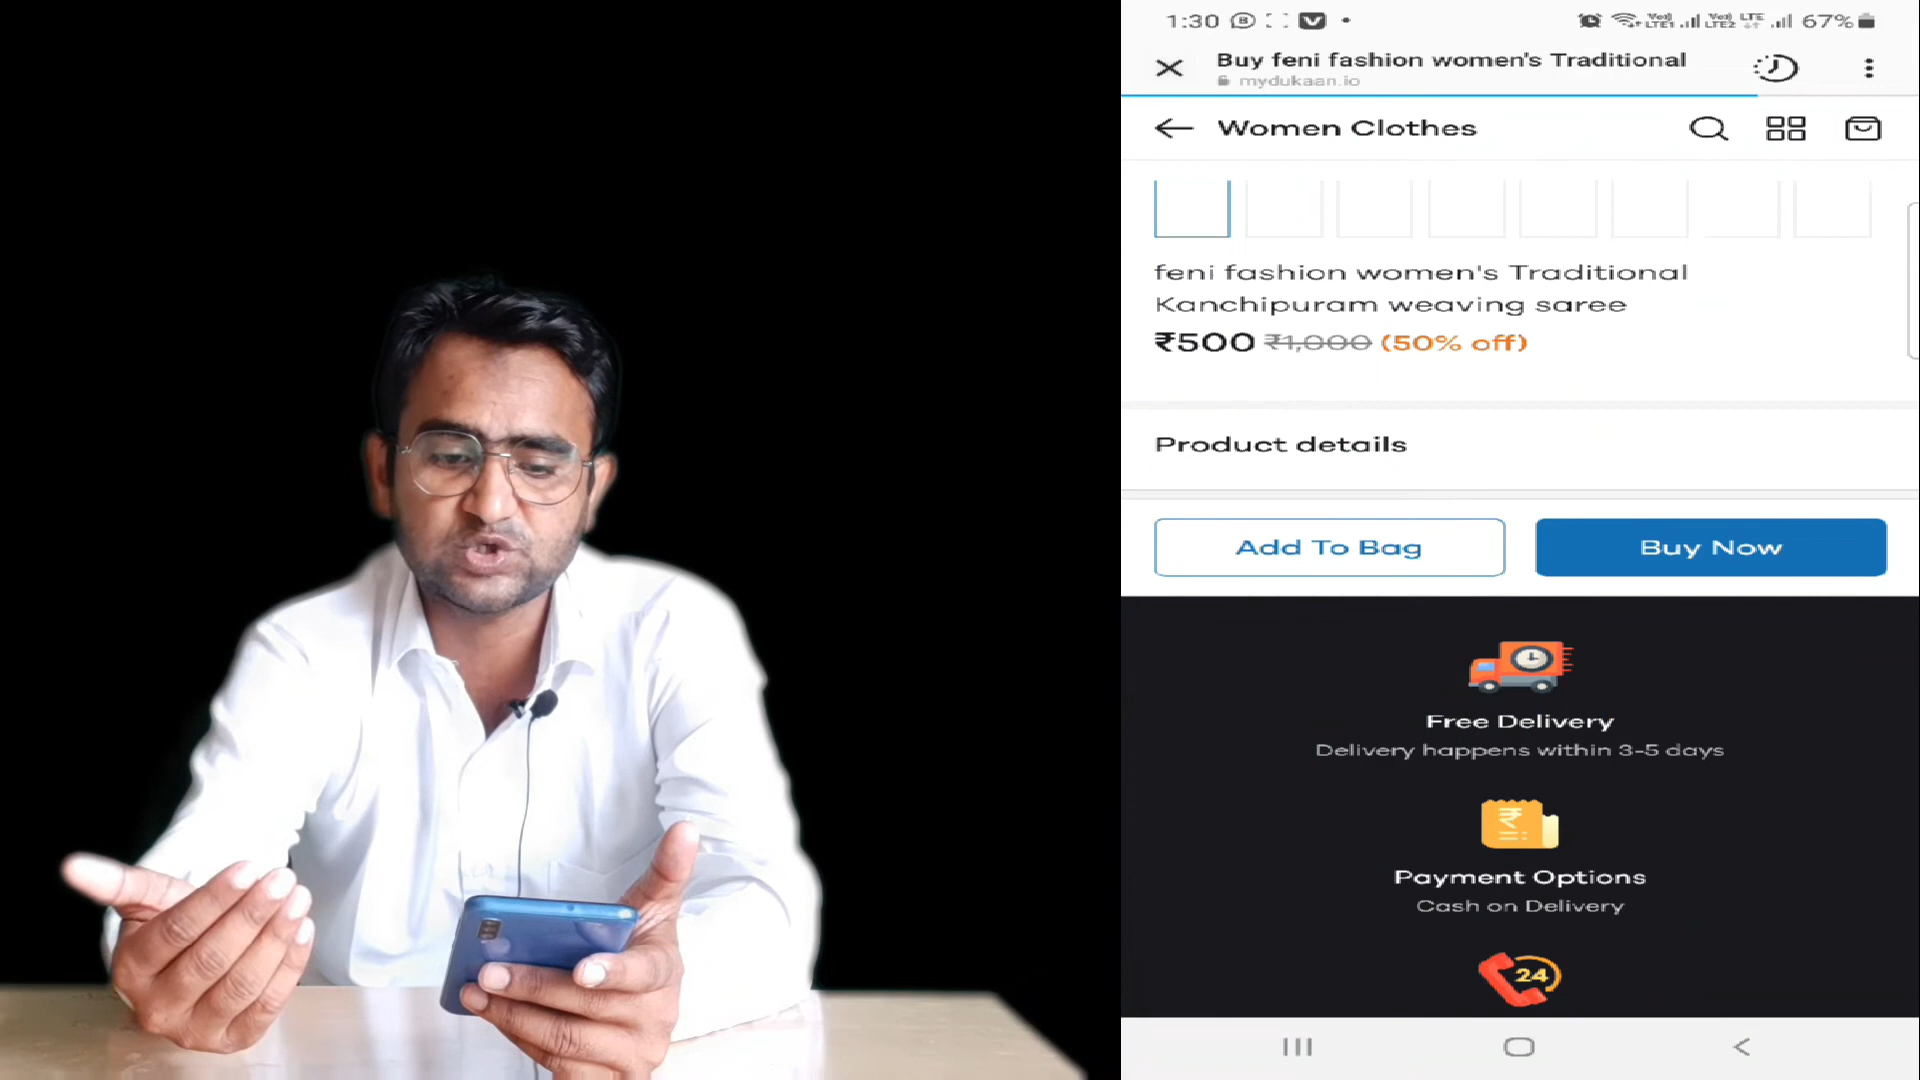 1:30
67%
Buy feni fashion women's Traditional
mydukaan.io
Women Clothes
feni fashion women's Traditional
Kanchipuram weaving saree
₹500 ₹1,000 (50% off)
Product details
Add To Bag
Buy Now
Free Delivery
Delivery happens within 3-5 days
Payment Options
Cash on Delivery
24